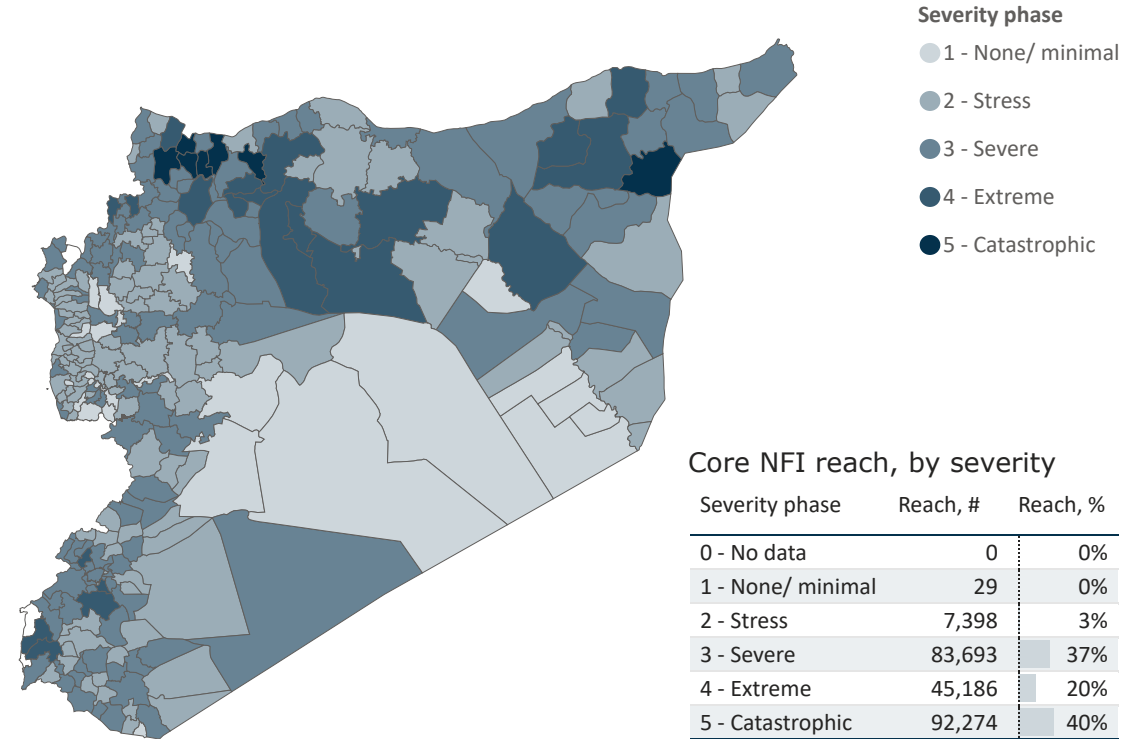 Severity phase
1 - None/ minimal
2 - Stress
3 - Severe
4 - Extreme
5 - Catastrophic
Core NFI reach, by severity
Severity phase Reach, # Reach, %
0 - No data 0 0%
1 - None/ minimal 29 0%
2 - Stress 7,398 3%
3 - Severe 83,693 37%
4 - Extreme 45,186 20%
5 - Catastrophic 92,274 40%